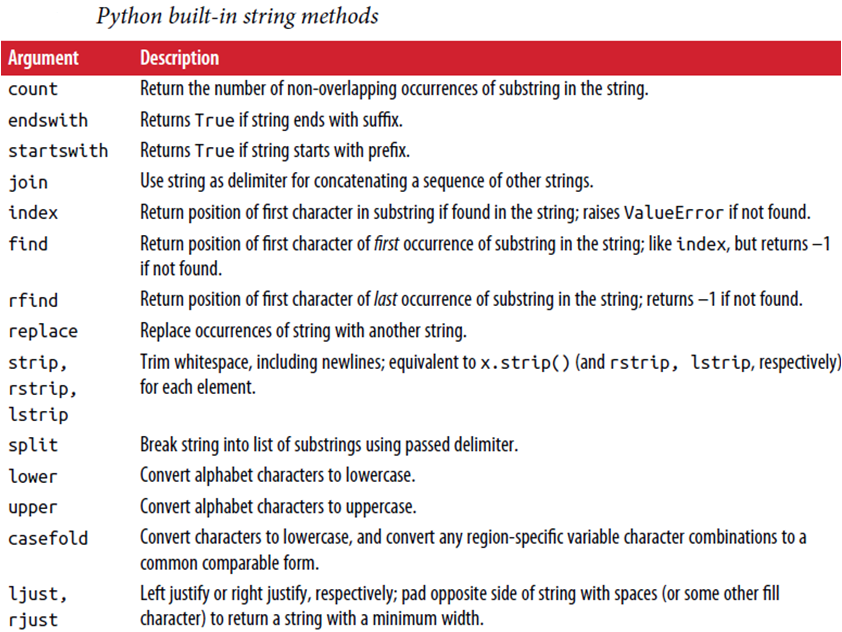 Python built-in string methods
Argument Description
count Return the number of non-overlapping occurrences of substring in the string.
endswith Returns True if string ends with suffix.
startswith Returns True if string starts with prefix.
join Use string as delimiter for concatenating a sequence of other strings.
index Return position of first character in substring if found in the string; raises ValueError if not found.
find Return position of first character of first occurrence of substring in the string; like index, but returns –1
if not found.
rfind Return position of first character of last occurrence of substring in the string; returns –1 if not found.
replace Replace occurrences of string with another string.
strip, Trim whitespace, including newlines; equivalent to x.strip() (and rstrip, lstrip, respectively)
rstrip, for each element.
lstrip
split Break string into list of substrings using passed delimiter.
lower Convert alphabet characters to lowercase.
upper Convert alphabet characters to uppercase.
casefold Convert characters to lowercase, and convert any region-specific variable character combinations to a
common comparable form.
ljust, Left justify or right justify, respectively; pad opposite side of string with spaces (or some other fill
rjust character) to return a string with a minimum width.